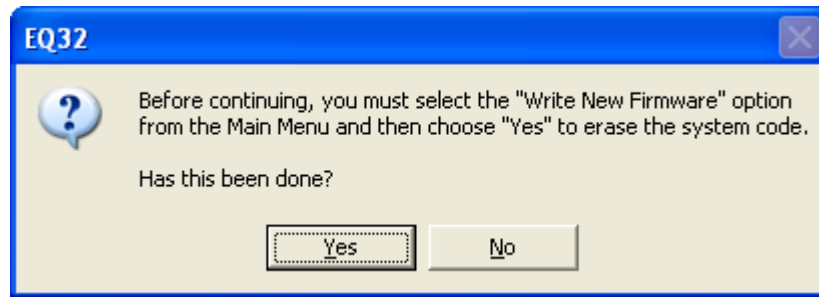 EQ32
Before continuing, you must select the "Write New Firmware" option
from the Main Menu and then choose "Yes" to erase the system code.
Has this been done?
Yes
No